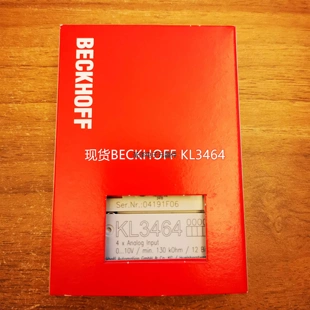 BECKHOFF
现货BECKHOFF KL3464
Ser.Nr.:04191F06
KL3464
4 x Analog Input
0...10V / min. 130 kOhm / 12